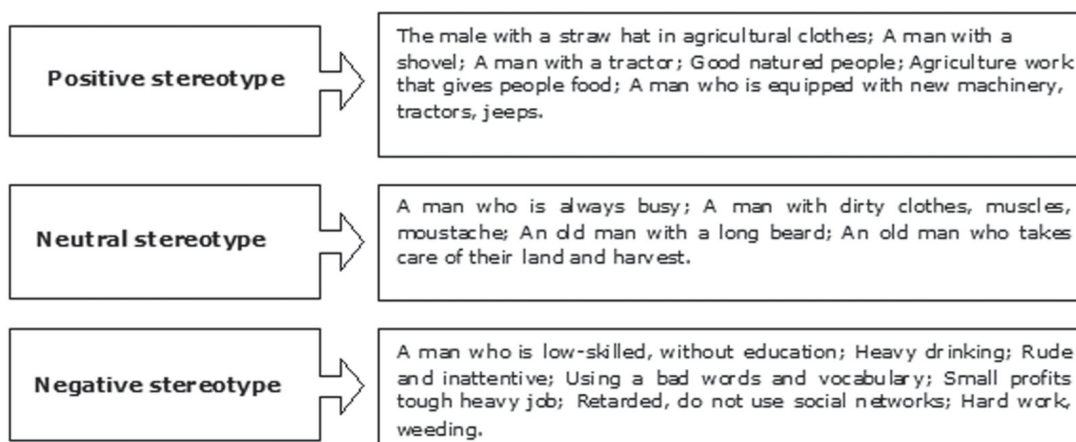 Positive stereotype
The male with a straw hat in agricultural clothes; A man with a
shovel; A man with a tractor; Good natured people; Agriculture work
that gives people food; A man who is equipped with new machinery,
tractors, jeeps.
Neutral stereotype
A man who is always busy; A man with dirty clothes, muscles,
moustache; An old man with a long beard; An old man who takes
care of their land and harvest.
Negative stereotype
A man who is low-skilled, without education; Heavy drinking; Rude
and inattentive; Using a bad words and vocabulary; Small profits
tough heavy job; Retarded, do not use social networks; Hard work,
weeding.